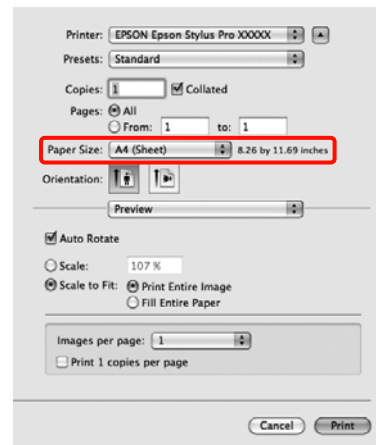 Printer: EPSON Epson Stylus Pro XXXXX
Presets: Standard
Copies: 1 Collated
Pages: All
From: 1 to: 1
Paper Size: A4 (Sheet) 8.26 by 11.69 inches
Orientation:
Preview
Auto Rotate
Scale: 107 %
Scale to Fit: Print Entire Image
Fill Entire Paper
Images per page: 1
Print 1 copies per page
Cancel Print